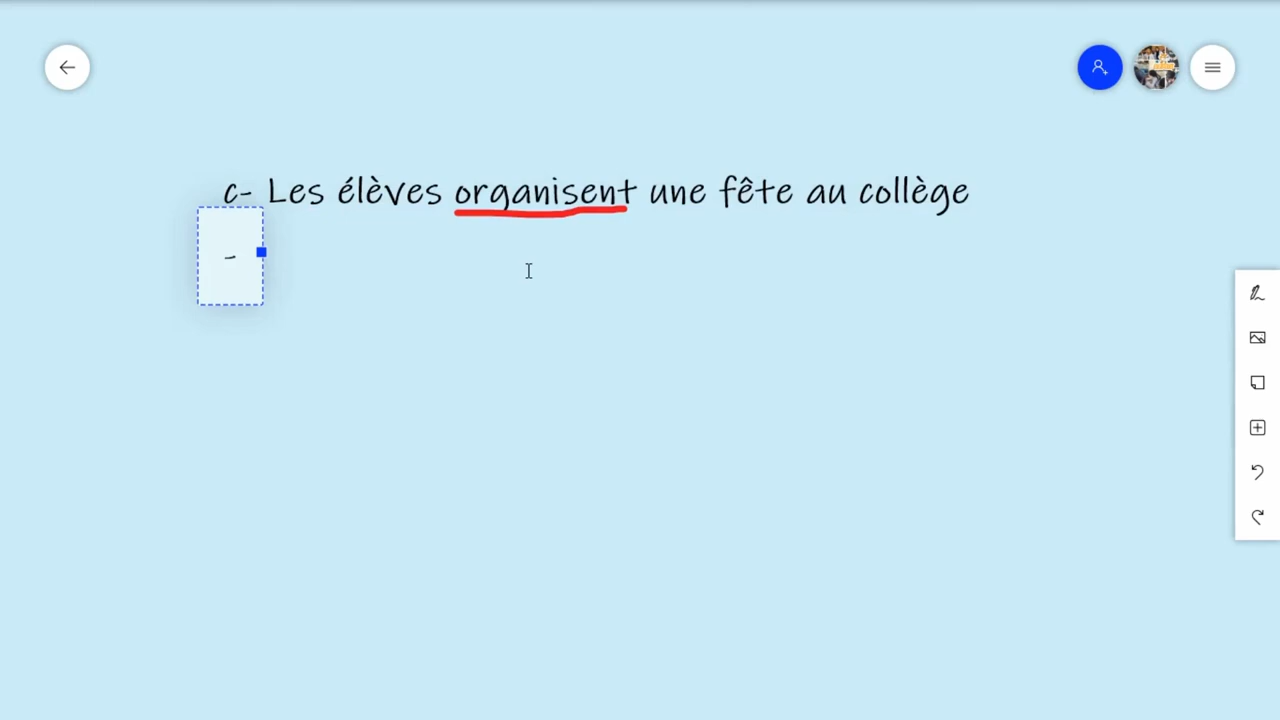 c- Les élèves organisent une fête au collège
-